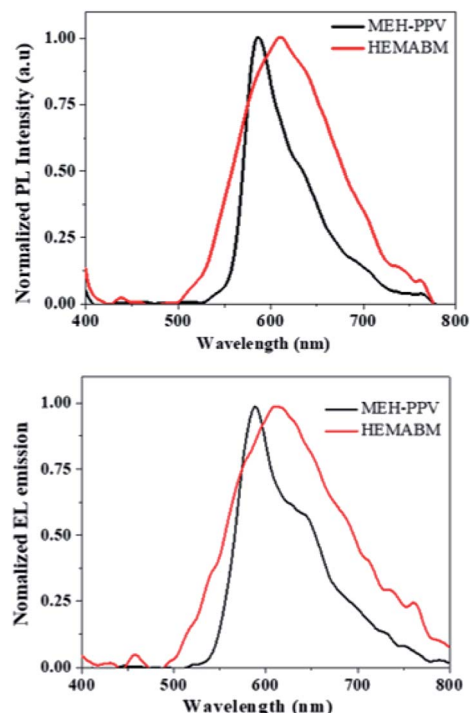 MEH-PPV
HEMABM
Normalized PL Intensity (a.u)
1.00
0.75
0.50
0.25
0.00
400 500 600 700 800
Wavelength (nm)
MEH-PPV
HEMABM
Nomalized EL emission
1.00
0.75
0.50
0.25
0.00
400 500 600 700 800
Wavelength (nm)